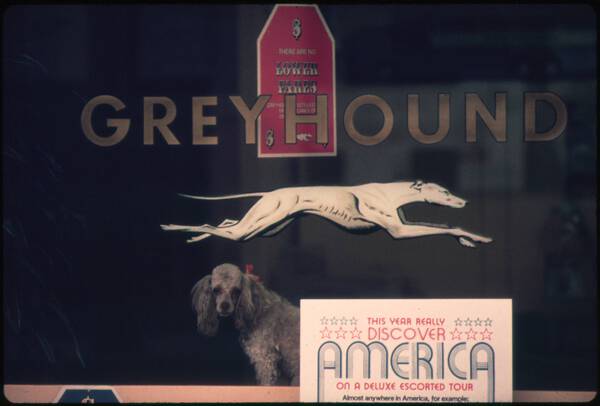 $
THERE ARE NO
LOWER
FARES
GREYHOUND
$
THIS YEAR REALLY
DISCOVER
AMERICA
ON A DELUXE ESCORTED TOUR
Almost anywhere in America, for example:
$